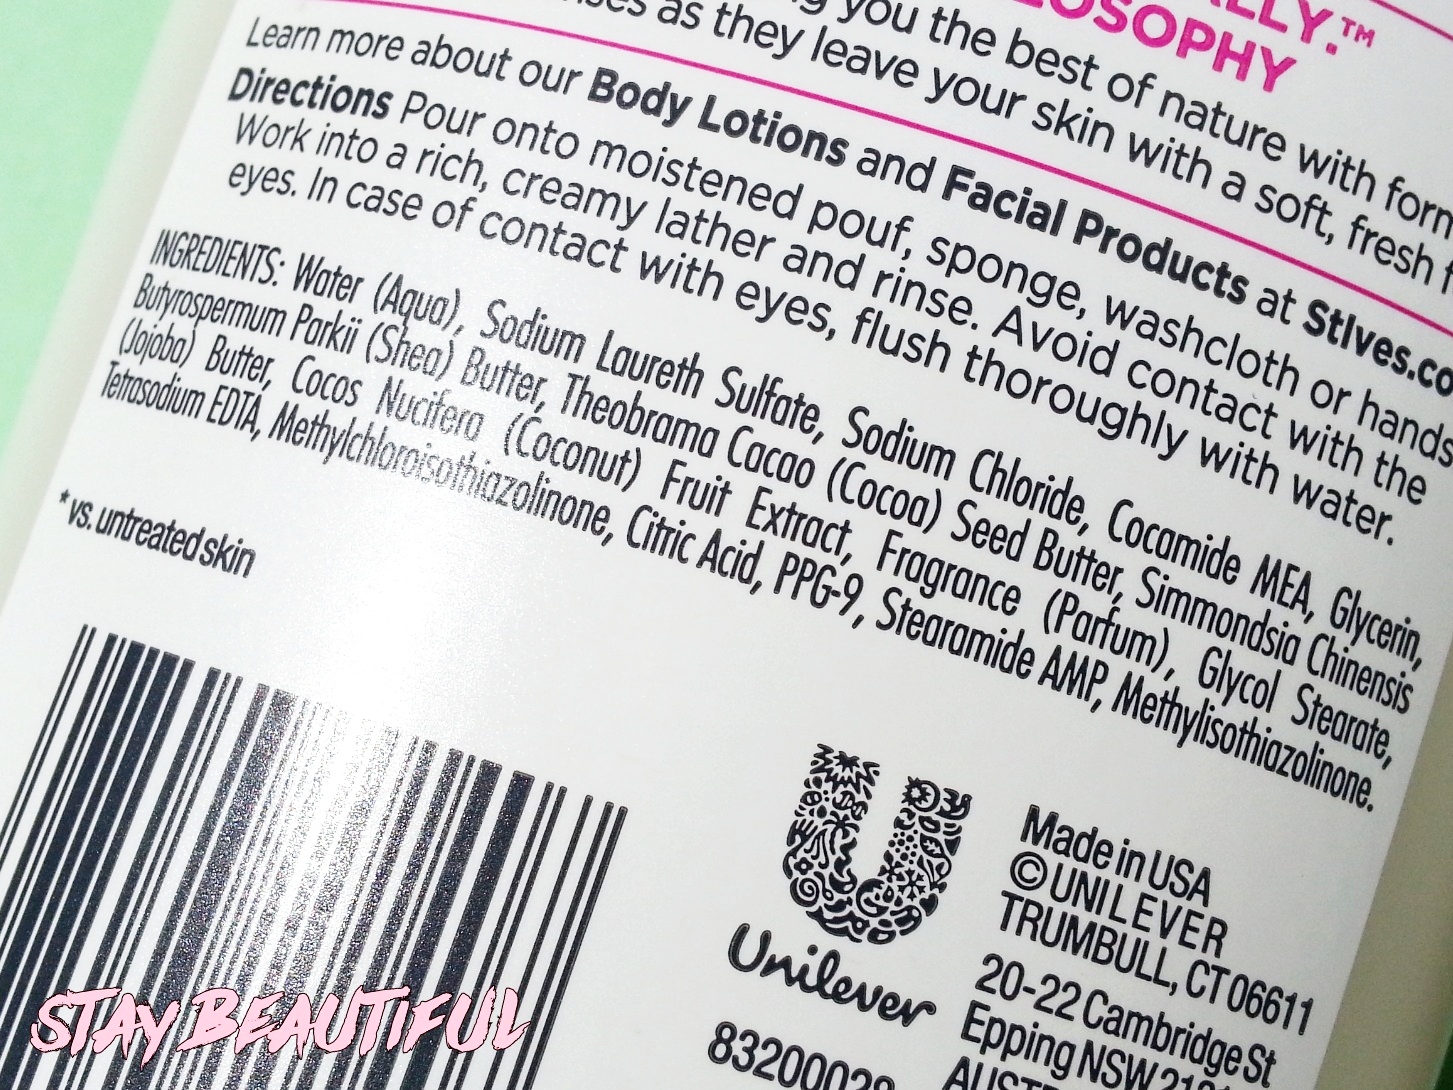 ALLY.™
LOSOPHY
you the best of nature with
as they leave your skin with a soft, fresh
Learn more about our Body Lotions and Facial Products at StIves.co
Directions Pour onto moistened pouf, sponge, washcloth or hands
Work into a rich, creamy lather and rinse. Avoid contact with the
eyes. In case of contact with eyes, flush thoroughly with water.
INGREDIENTS: Water (Aqua), Sodium Laureth Sulfate, Sodium Chloride, Cocamide MEA, Glycerin,
Butyrospermum Parkii (Shea) Butter, Theobrama Cacao (Cocoa) Seed Butter, Simmondsia Chinensis
(Jojoba) Butter, Cocos Nucifera (Coconut) Fruit Extract, Fragrance (Parfum), Glycol Stearate,
Tetrasodium EDTA, Methylchloroisothiazolinone, Citric Acid, PPG-9, Stearamide AMP, Methylisothiazolinone.
*vs. untreated skin
Made in USA
©UNILEVER
TRUMBULL, CT 06611
20-22 Cambridge St
Epping NSW
Unilever
STAY BEAUTIFUL